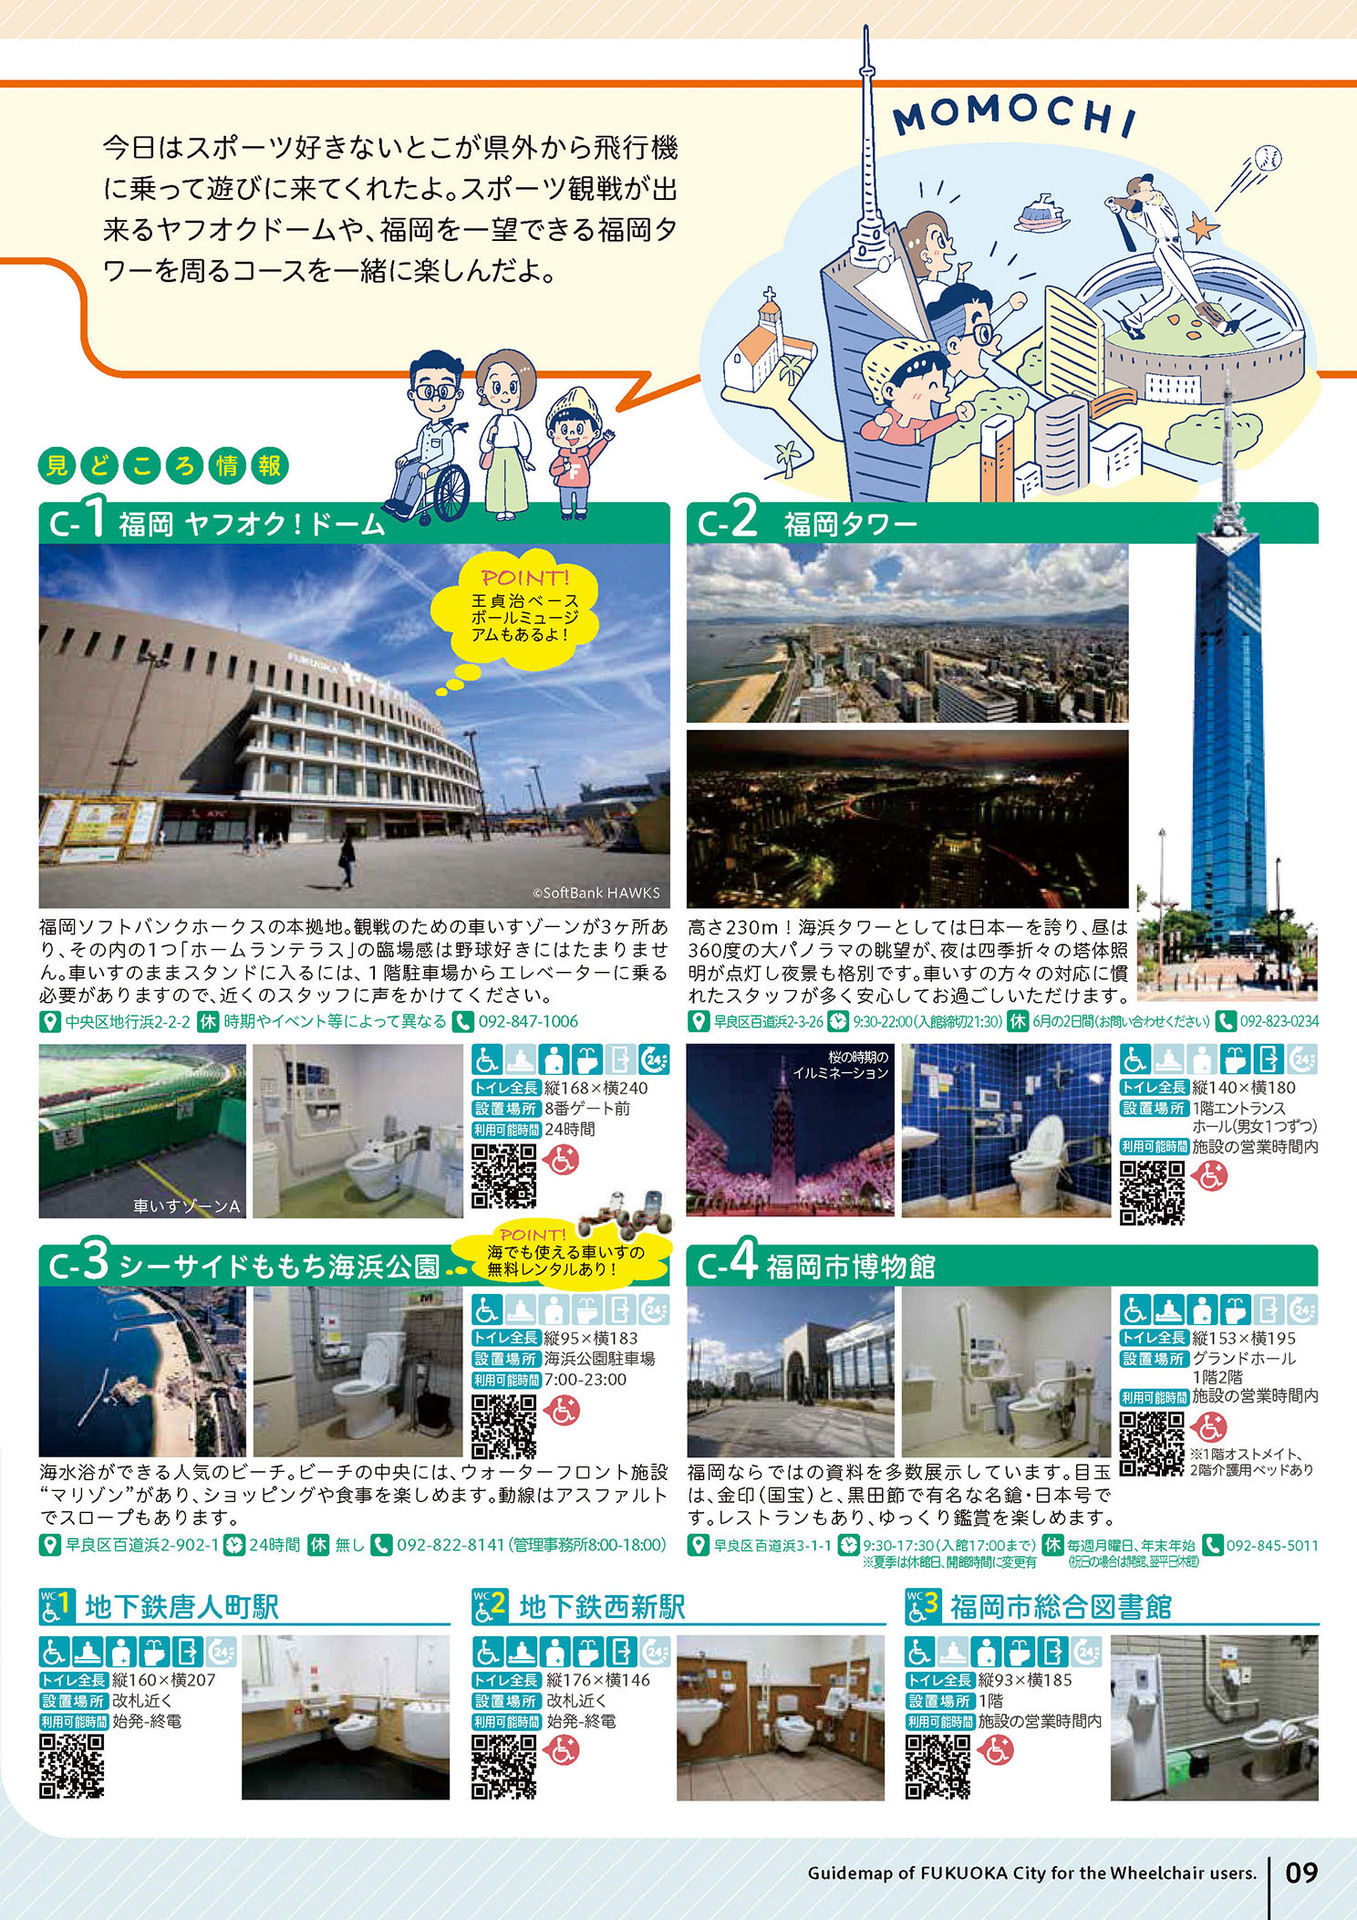 MOMOCHI
今日はスポーツ好きないとこが県外から飛行機
に乗って遊びに来てくれたよ。スポーツ観戦が出
来るヤフオクドームや、福岡を一望できる福岡タ
ワーを周るコースを一緒に楽しんだよ。
見どころ情報
C-1 福岡 ヤフオク!ドーム
POINT!
王貞治ベース
ボールミュージ
アムもあるよ!
FUKUOKA
©SoftBank HAWKS
福岡ソフトバンクホークスの本拠地。観戦のための車いすゾーンが3ヶ所あ
り、その内の1つ「ホームランテラス」の臨場感は野球好きにはたまりませ
ん。車いすのままスタンドに入るには、1階駐車場からエレベーターに乗る
必要がありますので、近くのスタッフに声をかけてください。
中央区地行浜2-2-2 休 時期やイベント等によって異なる 092-847-1006
車いすゾーンA
24
トイレ全長 縦168×横240
設置場所 8番ゲート前
利用可能時間 24時間
C-2 福岡タワー
高さ230m!海浜タワーとしては日本一を誇り、昼は
360度の大パノラマの眺望が、夜は四季折々の塔体照
明が点灯し夜景も格別です。車いすの方々の対応に慣
れたスタッフが多く安心してお過ごしいただけます。
早良区百道浜2-3-26 9:30-22:00(入館締切21:30) 休 6月の2日間(お問い合わせください) 092-823-0234
桜の時期の
イルミネーション
24
トイレ全長 縦140×横180
設置場所 1階エントランス
ホール(男女1つずつ)
利用可能時間 施設の営業時間内
C-3 シーサイドももち海浜公園
POINT!
海でも使える車いすの
無料レンタルあり!
24
トイレ全長 縦95×横183
設置場所 海浜公園駐車場
利用可能時間 7:00-23:00
海水浴ができる人気のビーチ。ビーチの中央には、ウォーターフロント施設
“マリゾン”があり、ショッピングや食事を楽しめます。動線はアスファルト
でスロープもあります。
早良区百道浜2-902-1 24時間 休 無し 092-822-8141(管理事務所8:00-18:00)
C-4 福岡市博物館
24
トイレ全長 縦153×横195
設置場所 グランドホール
1階2階
利用可能時間 施設の営業時間内
※1階オストメイト、
2階介護用ベッドあり
福岡ならではの資料を多数展示しています。目玉
は、金印(国宝)と、黒田節で有名な名鎗・日本号で
す。レストランもあり、ゆっくり鑑賞を楽しめます。
早良区百道浜3-1-1 9:30-17:30(入館17:00まで) 休 毎週月曜日、年末年始 092-845-5011
※夏季は休館日、開館時間に変更有 (祝日の場合は開館、翌平日休館)
WC 1 地下鉄唐人町駅
24
トイレ全長 縦160×横207
設置場所 改札近く
利用可能時間 始発-終電
WC 2 地下鉄西新駅
24
トイレ全長 縦176×横146
設置場所 改札近く
利用可能時間 始発-終電
WC 3 福岡市総合図書館
24
トイレ全長 縦93×横185
設置場所 1階
利用可能時間 施設の営業時間内
Guidemap of FUKUOKA City for the Wheelchair users. 09